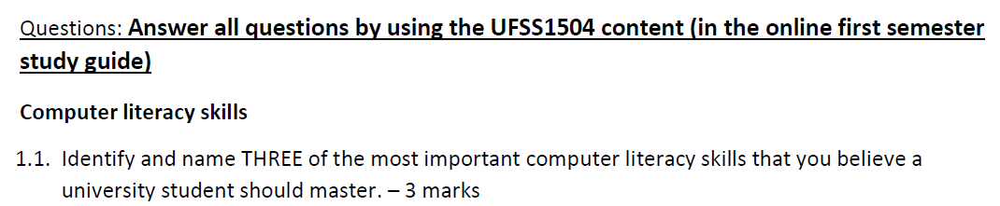 Questions: Answer all questions by using the UFSS1504 content (in the online first semester
study guide)
Computer literacy skills
1.1. Identify and name THREE of the most important computer literacy skills that you believe a
university student should master. – 3 marks